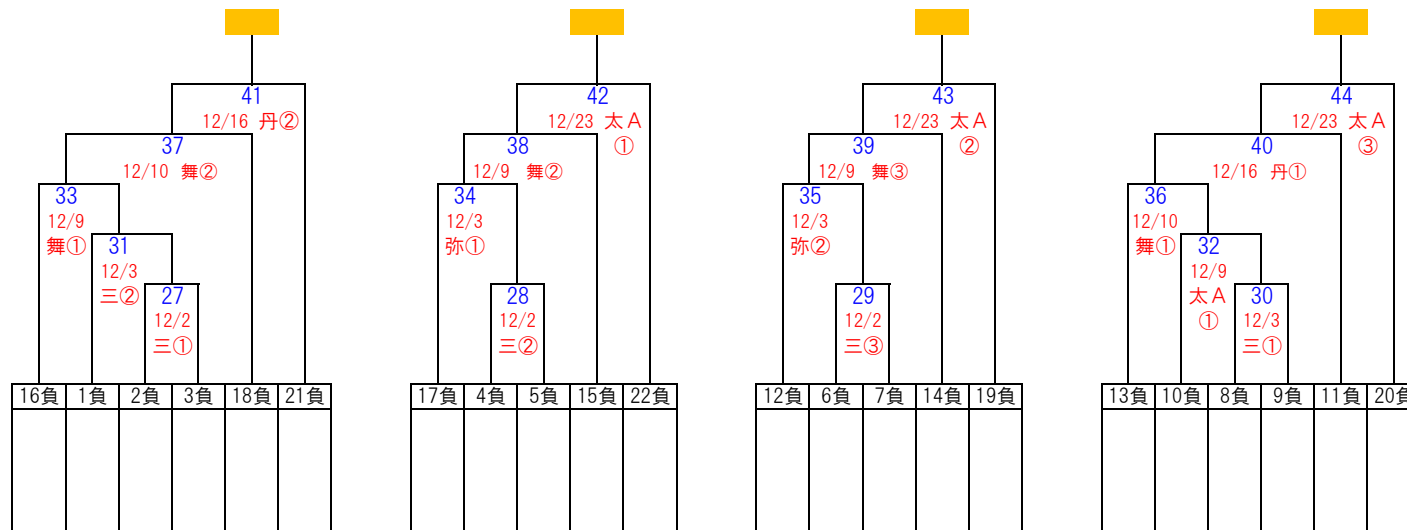 41
12/16 丹②
37
12/10 舞②
33
12/9
舞①
31
12/3
三②
27
12/2
三①
16負 1負 2負 3負 18負 21負
42
12/23 太A
①
38
12/9 舞②
34
12/3
弥①
28
12/2
三②
17負 4負 5負 15負 22負
43
12/23 太A
②
39
12/9 舞③
35
12/3
弥②
29
12/2
三③
12負 6負 7負 14負 19負
44
12/23 太A
③
40
12/16 丹①
36
12/10
舞①
32
12/9
太A
①
30
12/3
三①
13負 10負 8負 9負 11負 20負